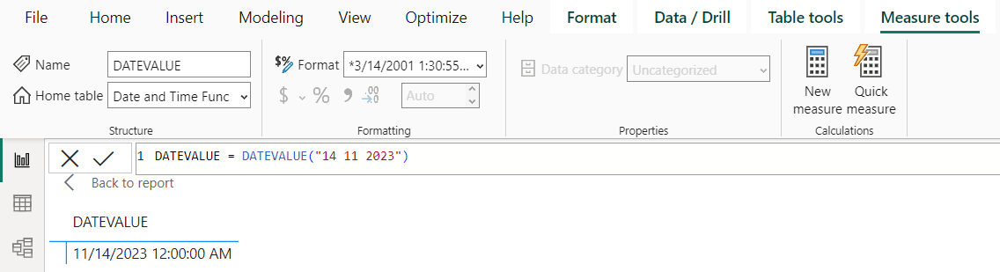 File Home Insert Modeling View Optimize Help Format Data / Drill Table tools Measure tools
Name DATEVALUE $% Format *3/14/2001 1:30:55... Data category Uncategorized
Home table Date and Time Func $ % , .00 →0 Auto New measure Quick measure
Structure Formatting Properties Calculations
1 DATEVALUE = DATEVALUE("14 11 2023")
Back to report
DATEVALUE
11/14/2023 12:00:00 AM